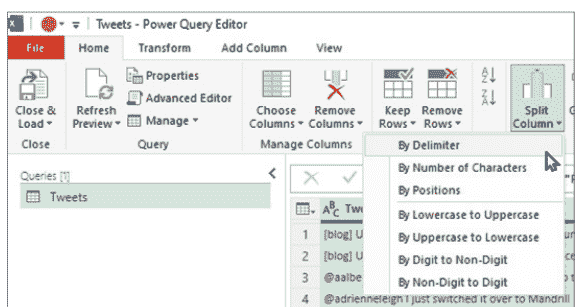 Tweets - Power Query Editor
File Home Transform Add Column View
Properties
Advanced Editor
Manage
Close & Load
Refresh Preview
Choose Columns
Remove Columns
Keep Rows
Remove Rows
A Z
Z A
Split Column
Close
Query
Manage Columns
By Delimiter
By Number of Characters
By Positions
By Lowercase to Uppercase
By Uppercase to Lowercase
By Digit to Non-Digit
By Non-Digit to Digit
Queries [1]
Tweets
ABC
1 [blog] U
2 [blog] U
3 @aalbe
4 @adrienneleigh I just switched it over to Mandrill